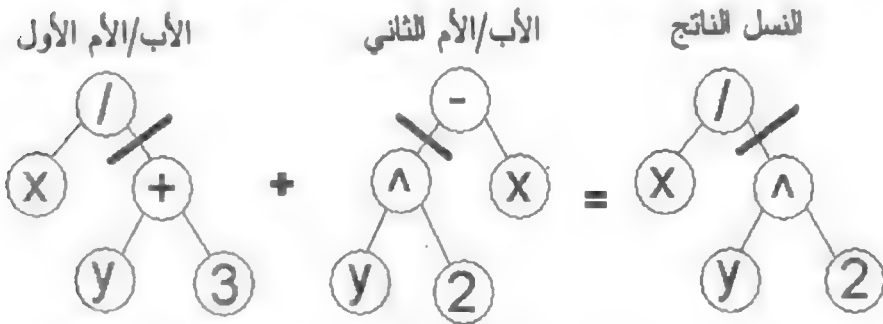 الأب/الأم الأول
الأب/الأم الثاني
النسل الناتج
/ - /
x + + ^ x = x ^
y 3 y 2 y 2